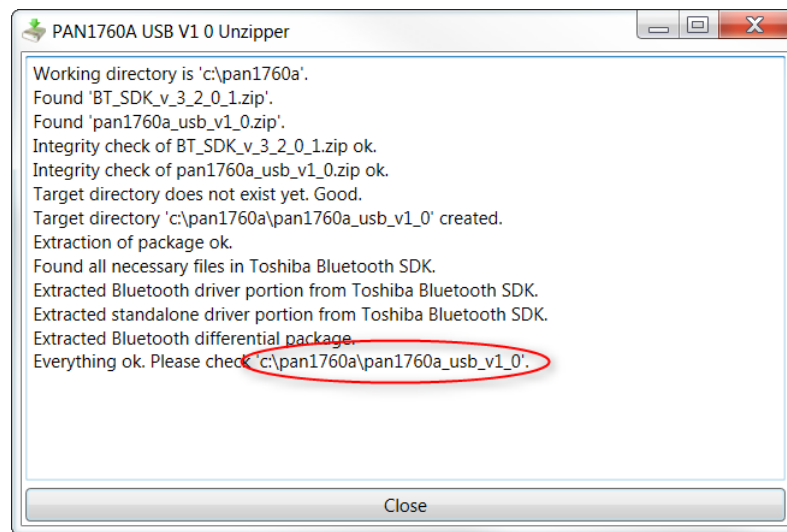 PAN1760A USB V1 0 Unzipper
Working directory is 'c:\pan1760a'.
Found 'BT_SDK_v_3_2_0_1.zip'.
Found 'pan1760a_usb_v1_0.zip'.
Integrity check of BT_SDK_v_3_2_0_1.zip ok.
Integrity check of pan1760a_usb_v1_0.zip ok.
Target directory does not exist yet. Good.
Target directory 'c:\pan1760a\pan1760a_usb_v1_0' created.
Extraction of package ok.
Found all necessary files in Toshiba Bluetooth SDK.
Extracted Bluetooth driver portion from Toshiba Bluetooth SDK.
Extracted standalone driver portion from Toshiba Bluetooth SDK.
Extracted Bluetooth differential package.
Everything ok. Please check 'c:\pan1760a\pan1760a_usb_v1_0'.
Close